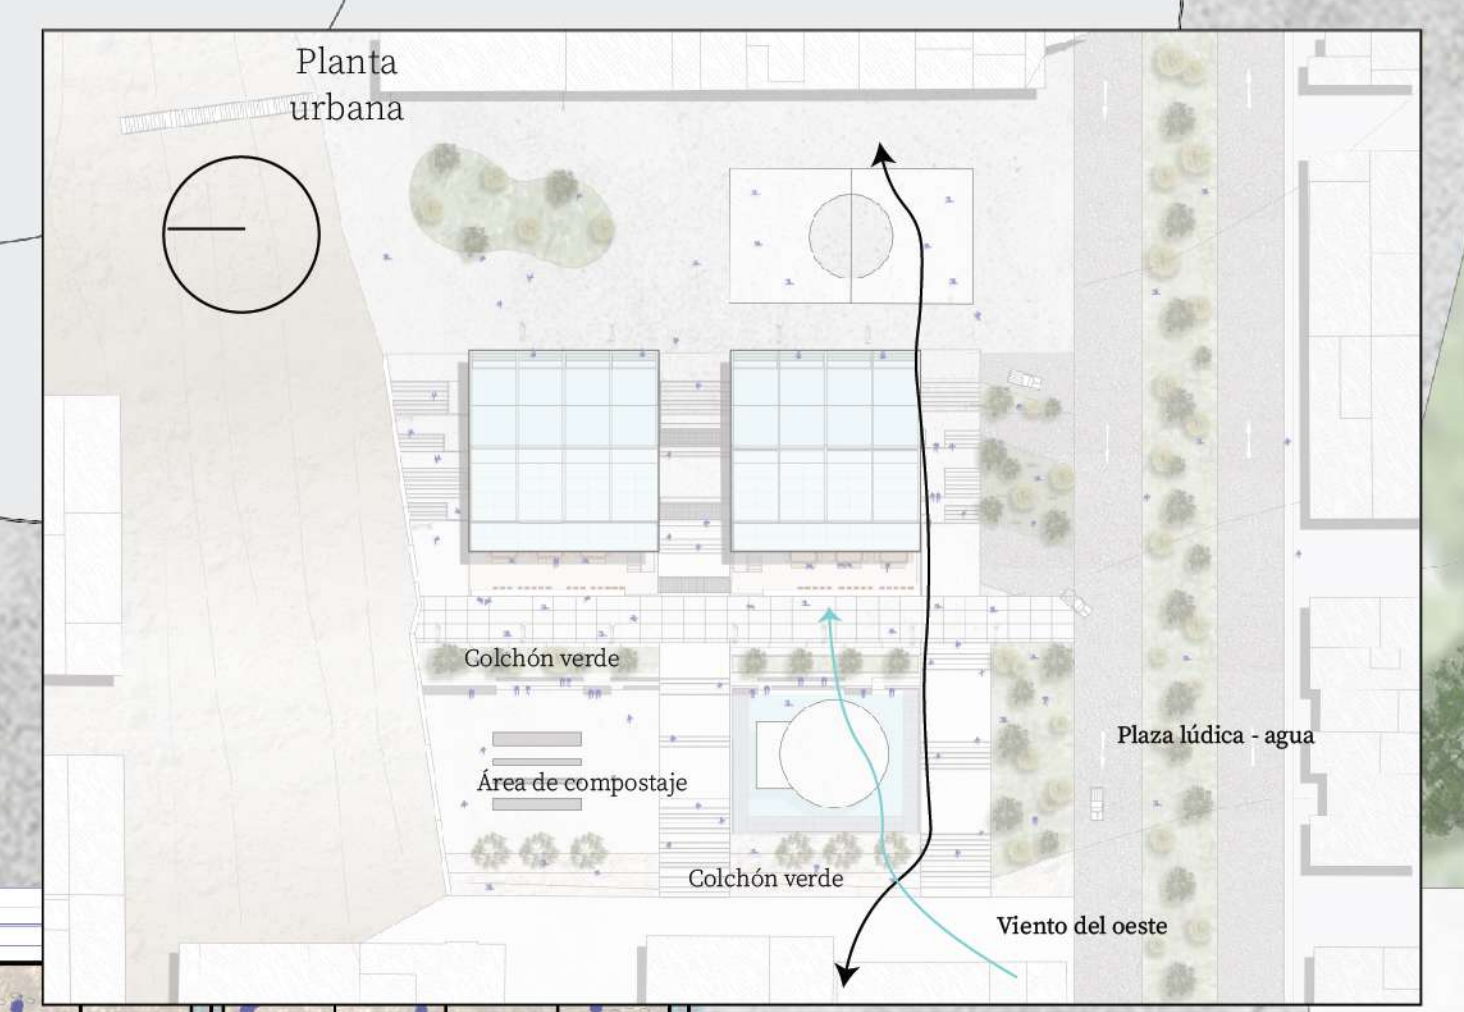 Planta
urbana
Colchón verde
Plaza lúdica - agua
Área de compostaje
Colchón verde
Viento del oeste